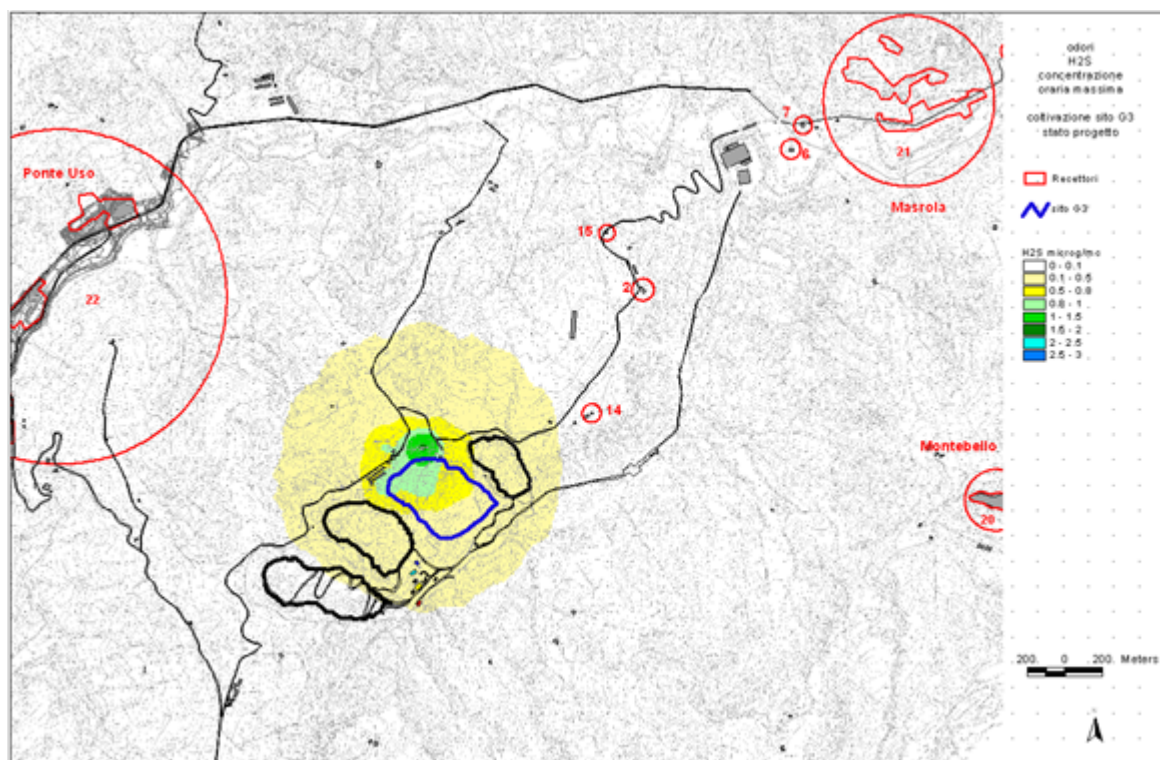 odori
H2S
concentrazione
oraria massima
coltivazione sito G3
stato progetto
Recettori
sito G3
H2S microg/mc
0 - 0.1
0.1 - 0.5
0.5 - 0.8
0.8 - 1
1 - 1.5
1.5 - 2
2 - 2.5
2.5 - 3
7
6
21
Masrola
Ponte Uso
22
15
2
14
Montebello
20
200. 0 200. Meters